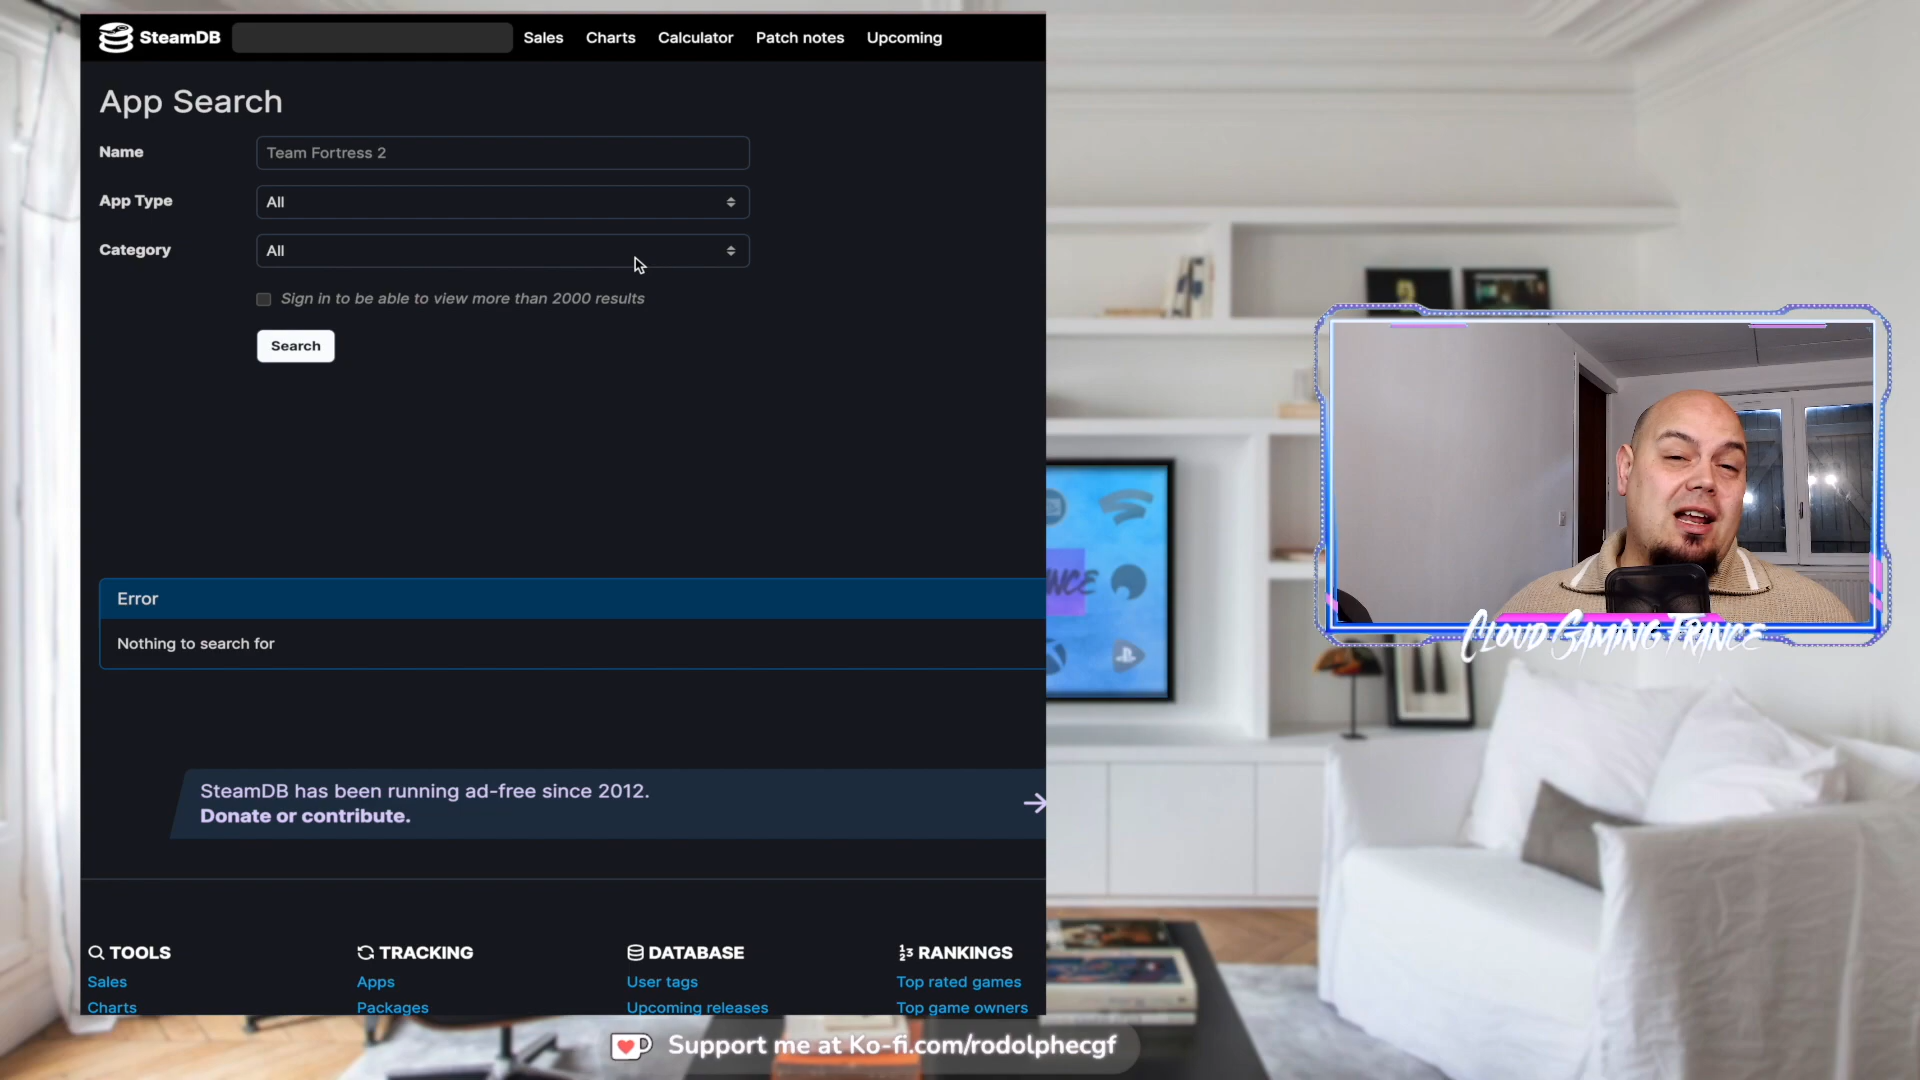 SteamDB
Sales
Charts
Calculator
Patch notes
Upcoming
App Search
Name
Team Fortress 2
App Type
All
Category
All
Sign in to be able to view more than 2000 results
Search
Error
Nothing to search for
SteamDB has been running ad-free since 2012.
Donate or contribute.
TOOLS
Sales
Charts
TRACKING
Apps
Packages
DATABASE
User tags
Upcoming releases
RANKINGS
Top rated games
Top game owners
NCE
Cloud Gaming France
Support me at Ko-fi.com/rodolphecgf